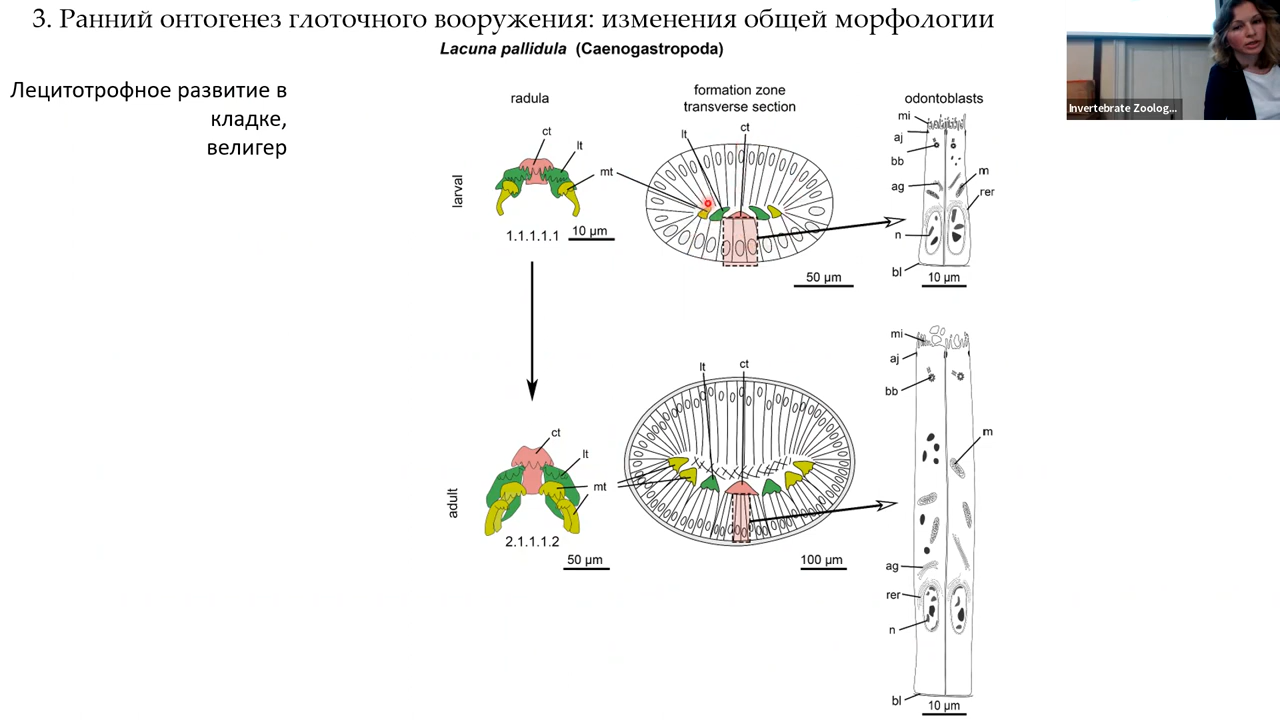 3. Ранний онтогенез глоточного вооружения: изменения общей морфологии
Lacuna pallidula (Caenogastropoda)
Лецитотрофное развитие в
кладке,
велигер
Invertebrate Zoolog...
radula
formation zone
transverse section
odontoblasts
larval
ct
lt
mt
1.1.1.1.1
10 µm
lt
ct
50 µm
mi
aj
bb
ag
n
bl
m
rer
10 µm
adult
ct
lt
mt
2.1.1.1.2
50 µm
lt
ct
100 µm
mi
aj
bb
m
ag
rer
n
bl
10 µm